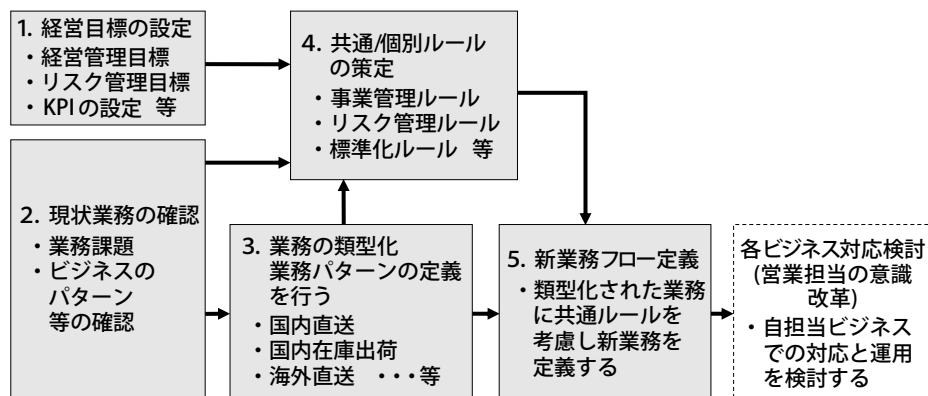 1. 経営目標の設定
・経営管理目標
・リスク管理目標
・KPIの設定 等
2. 現状業務の確認
・業務課題
・ビジネスの
パターン
等の確認
3. 業務の類型化
業務パターンの定義
を行う
・国内直送
・国内在庫出荷
・海外直送 ・・・等
4. 共通/個別ルール
の策定
・事業管理ルール
・リスク管理ルール
・標準化ルール 等
5. 新業務フロー定義
・類型化された業務
に共通ルールを
考慮し新業務を
定義する
各ビジネス対応検討
(営業担当の意識
改革)
・自担当ビジネス
での対応と運用
を検討する